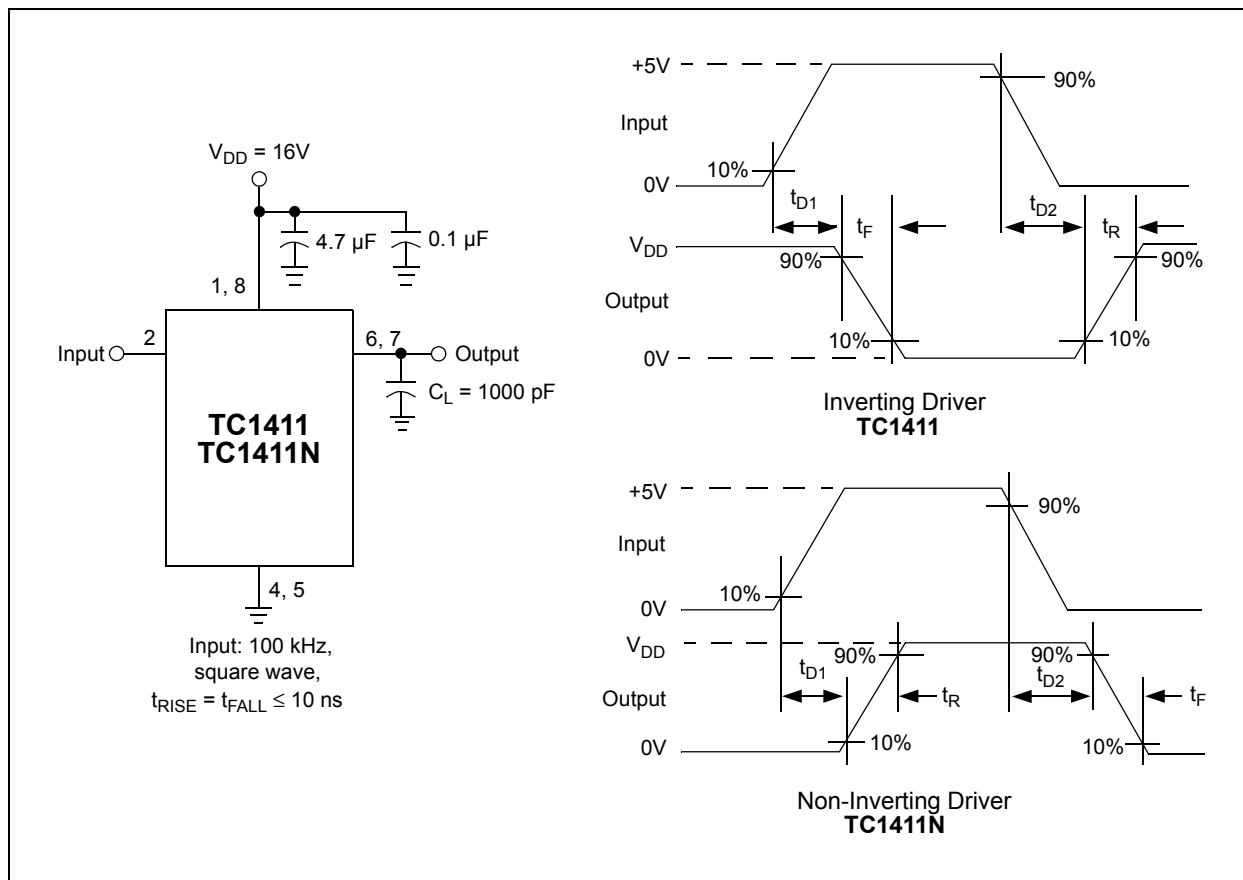 V_DD = 16V
4.7 µF
0.1 µF
1, 8
Input
2
6, 7
Output
C_L = 1000 pF
TC1411
TC1411N
4, 5
Input: 100 kHz,
square wave,
t_RISE = t_FALL ≤ 10 ns
+5V
90%
Input
10%
0V
t_D1
t_F
t_D2
t_R
V_DD
90%
90%
Output
10%
10%
0V
Inverting Driver
TC1411
+5V
90%
Input
10%
0V
V_DD
t_D1
90%
90%
t_D2
Output
t_R
t_F
0V
10%
10%
Non-Inverting Driver
TC1411N